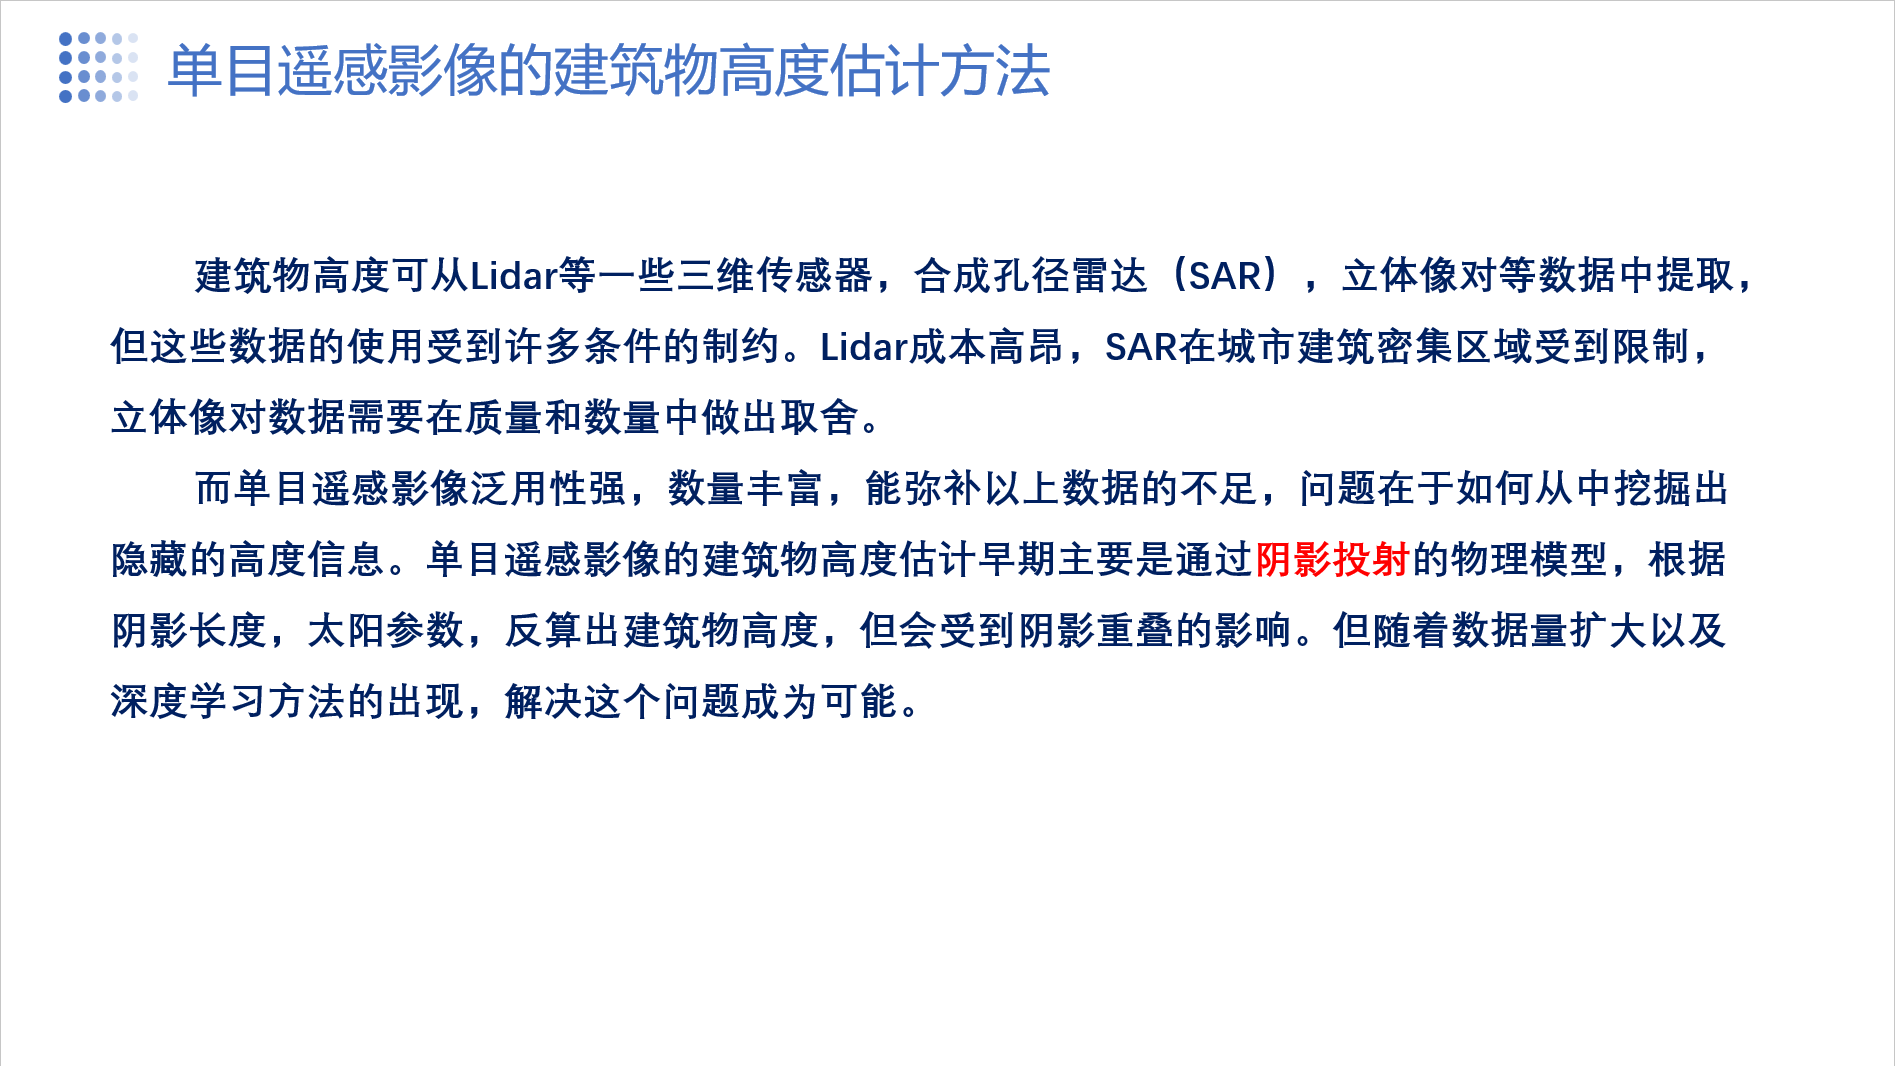 单目遥感影像的建筑物高度估计方法
建筑物高度可从Lidar等一些三维传感器，合成孔径雷达（SAR），立体像对等数据中提取，
但这些数据的使用受到许多条件的制约。Lidar成本高昂，SAR在城市建筑密集区域受到限制，
立体像对数据需要在质量和数量中做出取舍。
而单目遥感影像泛用性强，数量丰富，能弥补以上数据的不足，问题在于如何从中挖掘出
隐藏的高度信息。单目遥感影像的建筑物高度估计早期主要是通过阴影投射的物理模型，根据
阴影长度，太阳参数，反算出建筑物高度，但会受到阴影重叠的影响。但随着数据量扩大以及
深度学习方法的出现，解决这个问题成为可能。